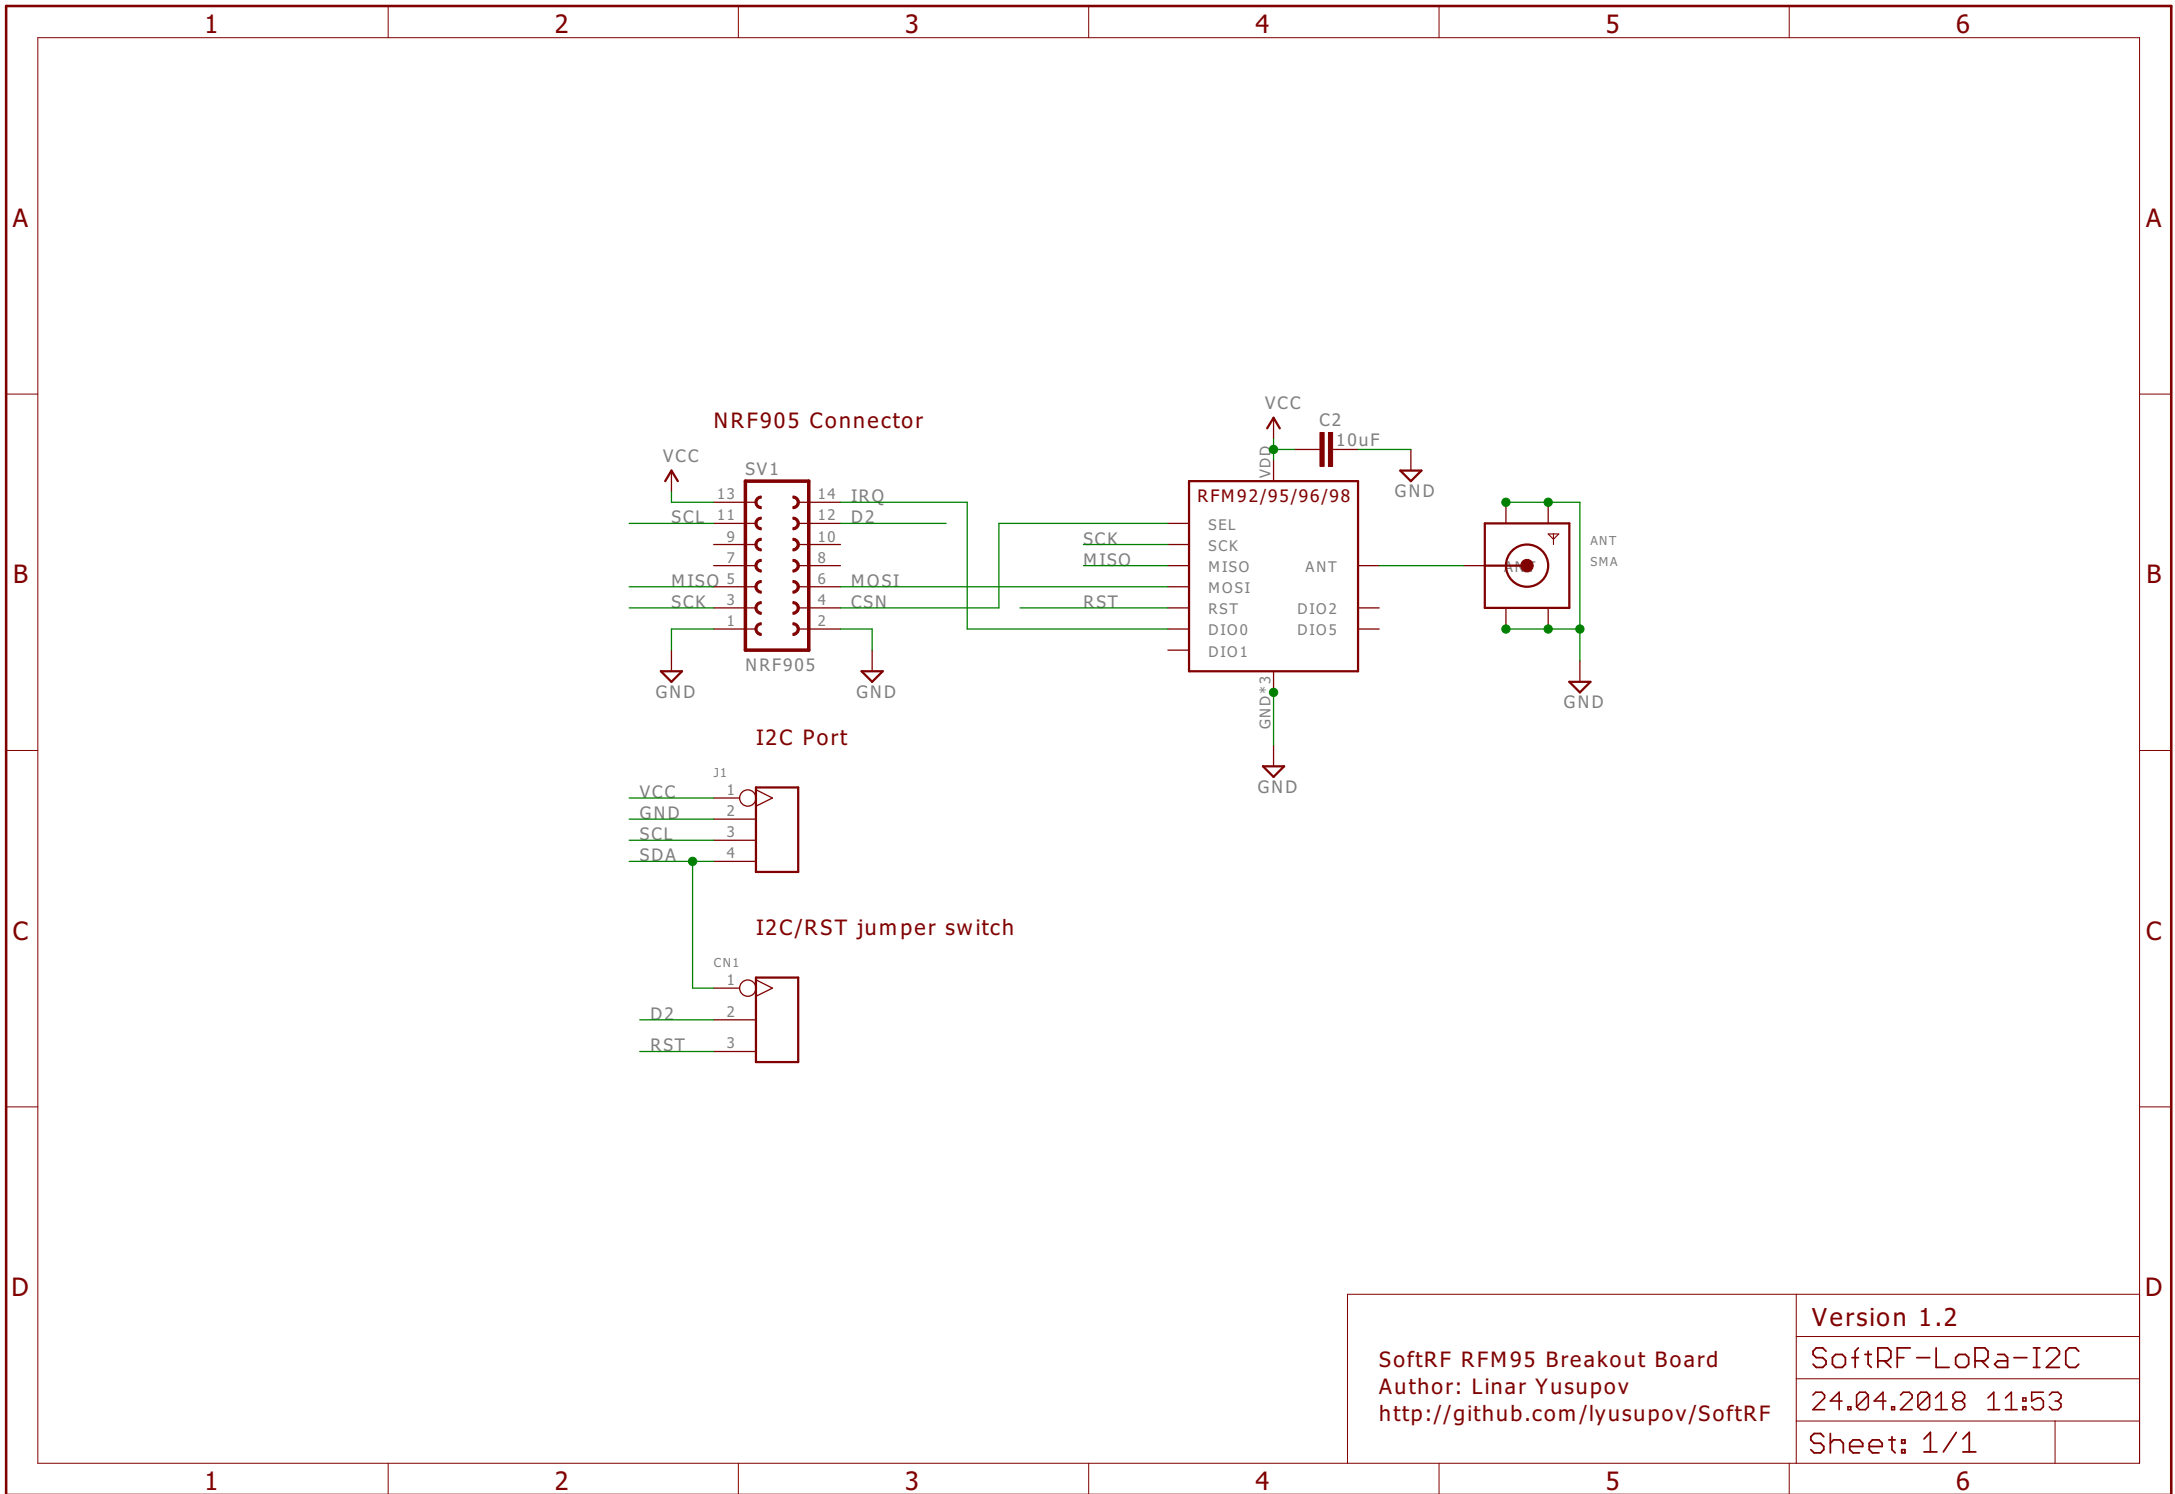 1 2 3 4 5 6
A A
NRF905 Connector
VCC
SV1
13 14 IRQ
SCL 11 12 D2
9 10
7 8
MISO 5 6 MOSI
SCK 3 4 CSN
1 2
NRF905
GND GND
VCC
C2
10uF
VDD
GND
RFM92/95/96/98
SEL
SCK SCK
MISO MISO ANT
MOSI
RST RST DIO2
DIO0 DIO5
DIO1
GND*3
GND
ANT
ANT
SMA
GND
B B
I2C Port
J1
VCC 1
GND 2
SCL 3
SDA 4
I2C/RST jumper switch
C C
CN1
1
D2 2
RST 3
D D
SoftRF RFM95 Breakout Board
Author: Linar Yusupov
http://github.com/lyusupov/SoftRF
Version 1.2
SoftRF-LoRa-I2C
24.04.2018 11:53
Sheet: 1/1
1 2 3 4 5 6